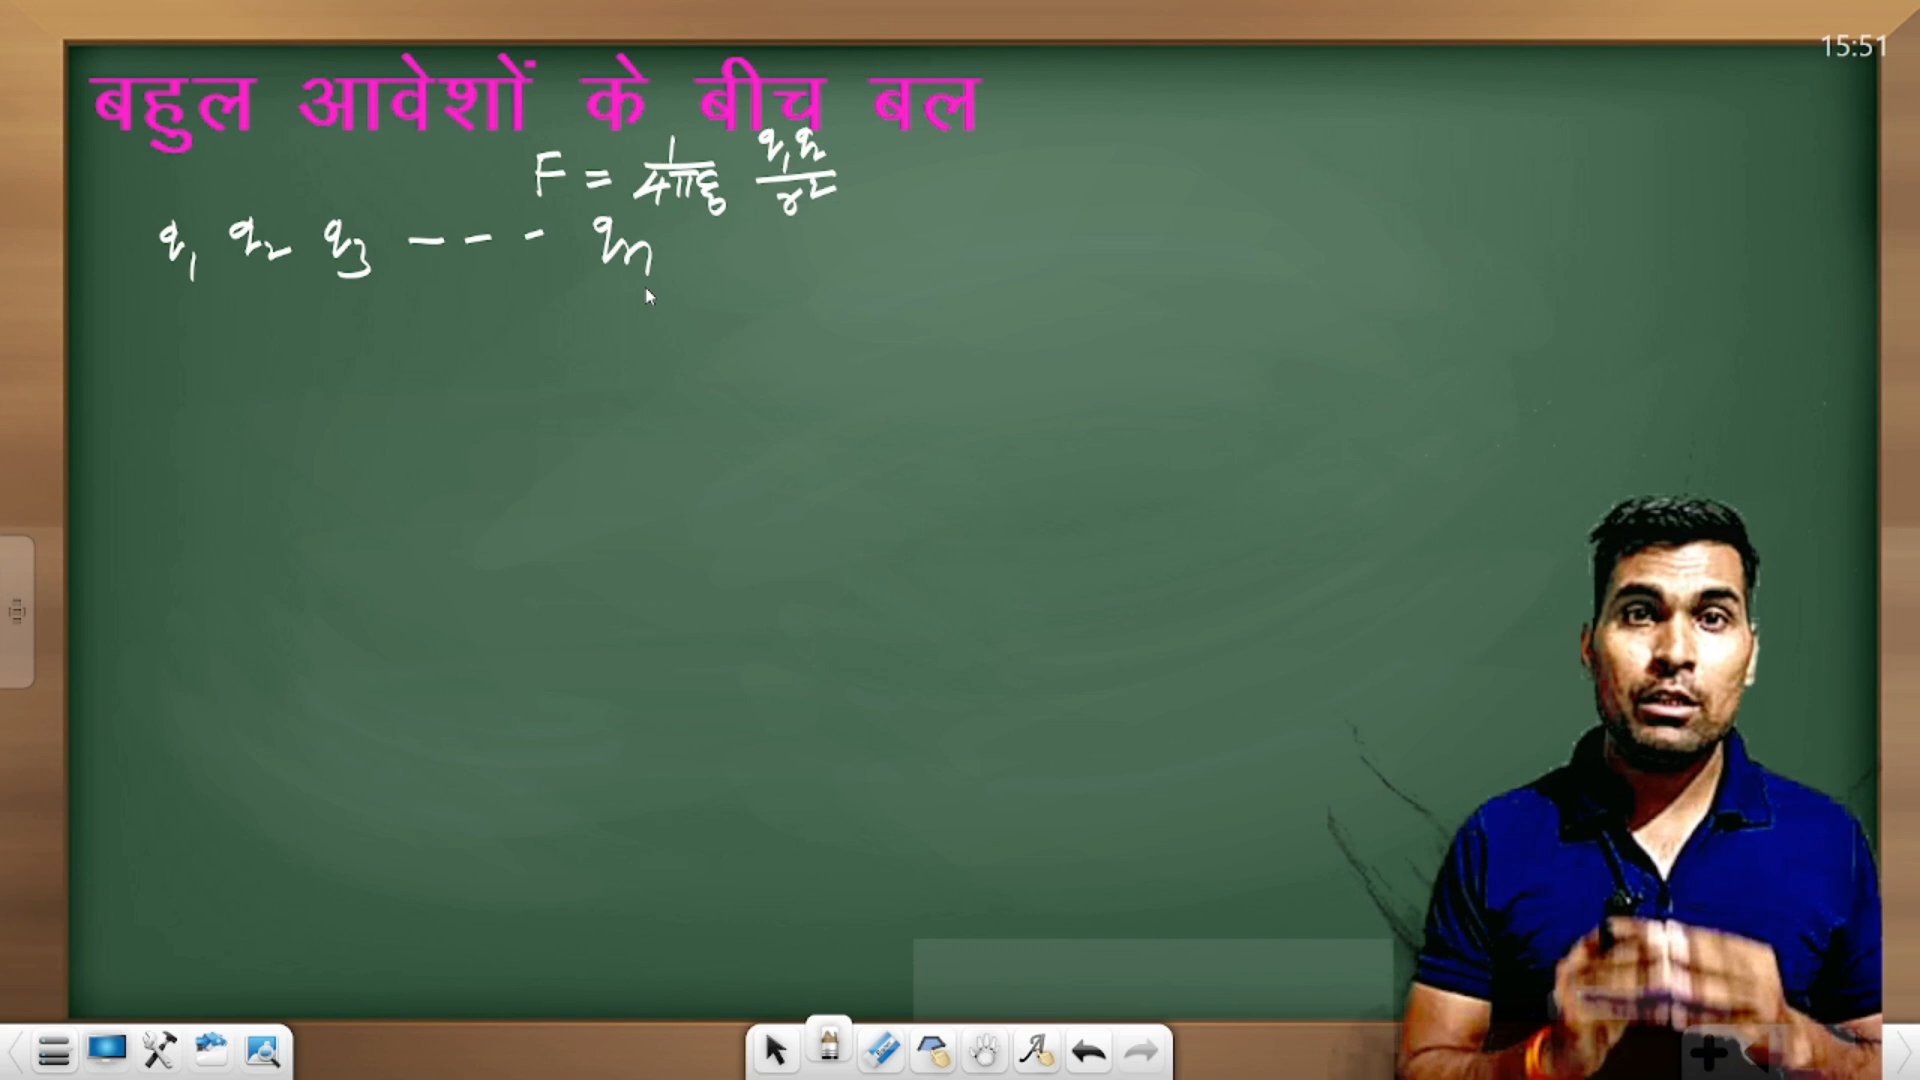 15:51
बहुल आवेशों के बीच बल
F = 1/4πε₀ q₁q₂/r²
q₁ q₂ q₃ - - - qn